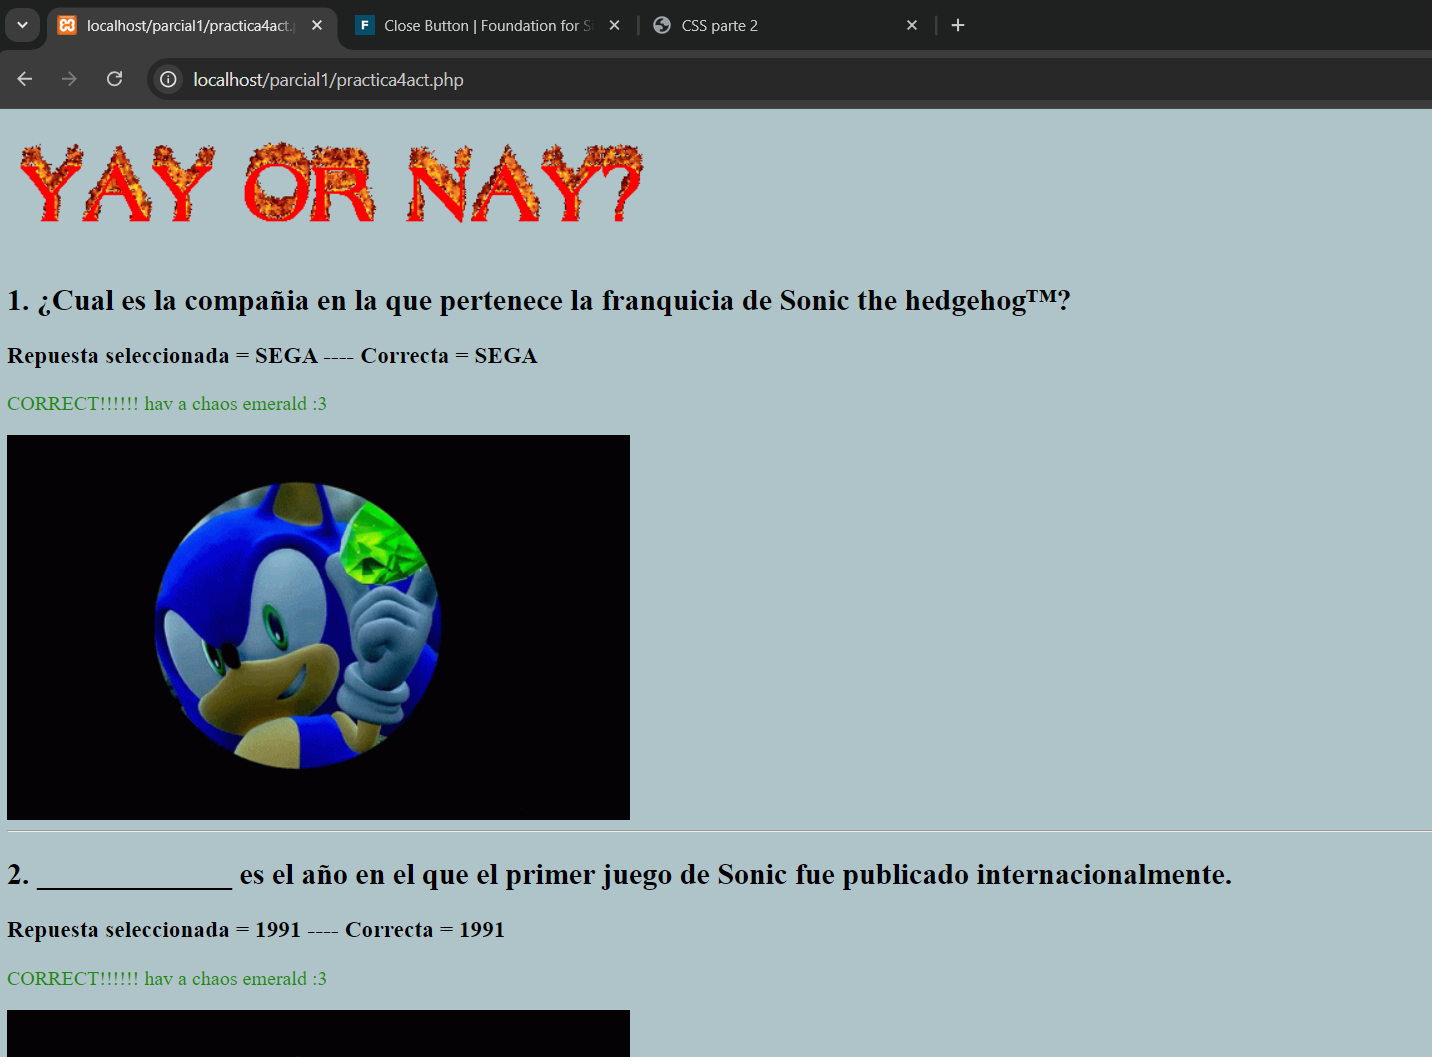 localhost/parcial1/practica4act.p
Close Button | Foundation for S
CSS parte 2
localhost/parcial1/practica4act.php
YAY OR NAY?
1. ¿Cual es la compañia en la que pertenece la franquicia de Sonic the hedgehog™?
Repuesta seleccionada = SEGA ---- Correcta = SEGA
CORRECT!!!!!! hav a chaos emerald :3
2. _____________ es el año en el que el primer juego de Sonic fue publicado internacionalmente.
Repuesta seleccionada = 1991 ---- Correcta = 1991
CORRECT!!!!!! hav a chaos emerald :3